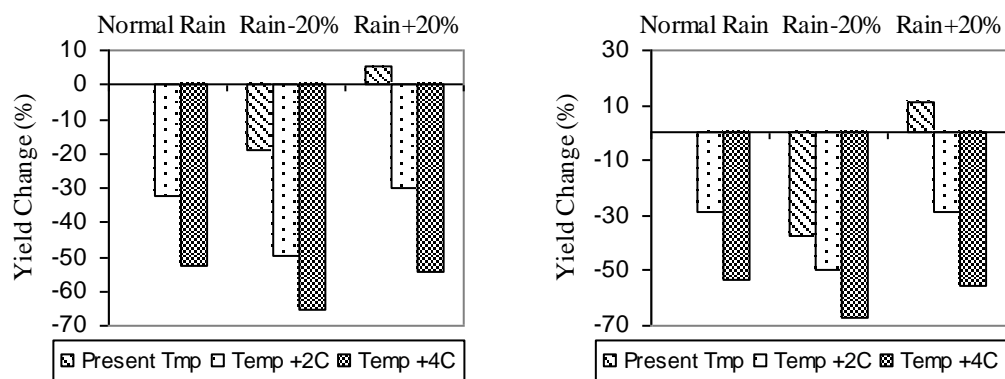 Normal Rain Rain-20% Rain+20%
10
0
-10
-20
-30
-40
-50
-60
-70
Yield Change (%)
Present Tmp Temp +2C Temp +4C
Normal Rain Rain-20% Rain+20%
30
10
-10
-30
-50
-70
Yield Change (%)
Present Tmp Temp +2C Temp +4C